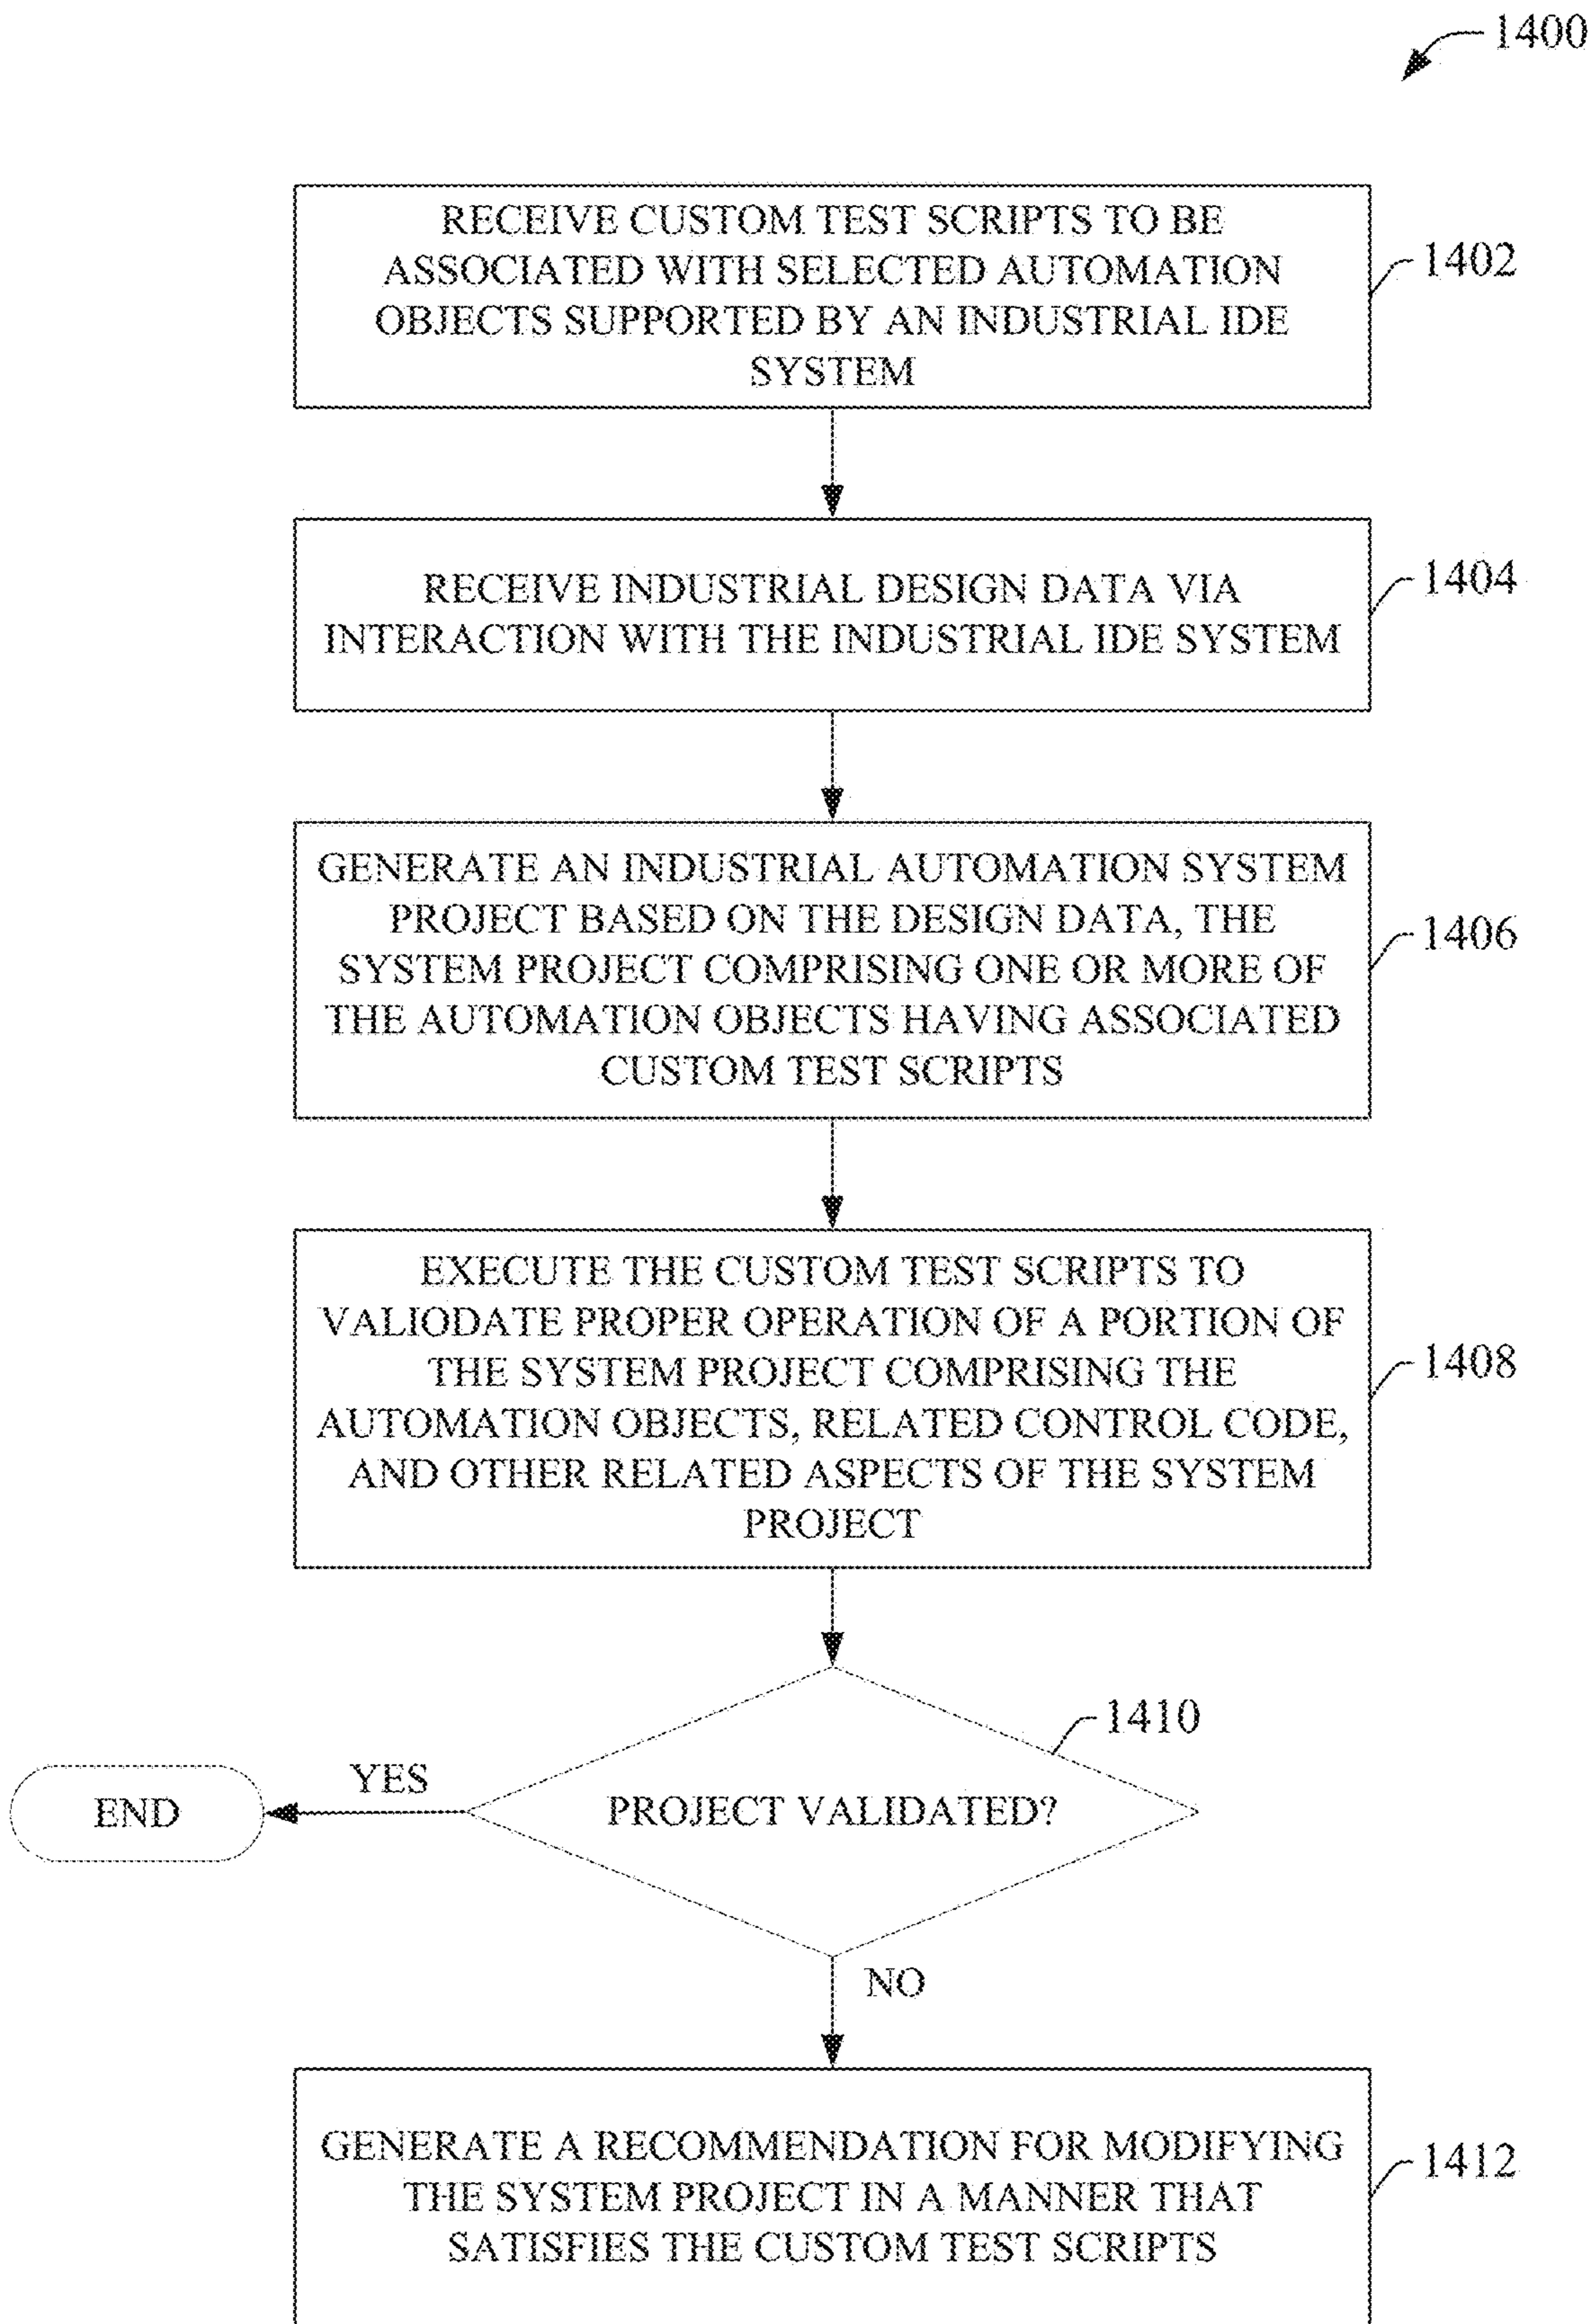 1400
RECEIVE CUSTOM TEST SCRIPTS TO BE
ASSOCIATED WITH SELECTED AUTOMATION
OBJECTS SUPPORTED BY AN INDUSTRIAL IDE
SYSTEM
1402
RECEIVE INDUSTRIAL DESIGN DATA VIA
INTERACTION WITH THE INDUSTRIAL IDE SYSTEM
1404
GENERATE AN INDUSTRIAL AUTOMATION SYSTEM
PROJECT BASED ON THE DESIGN DATA, THE
SYSTEM PROJECT COMPRISING ONE OR MORE OF
THE AUTOMATION OBJECTS HAVING ASSOCIATED
CUSTOM TEST SCRIPTS
1406
EXECUTE THE CUSTOM TEST SCRIPTS TO
VALIODATE PROPER OPERATION OF A PORTION OF
THE SYSTEM PROJECT COMPRISING THE
AUTOMATION OBJECTS, RELATED CONTROL CODE,
AND OTHER RELATED ASPECTS OF THE SYSTEM
PROJECT
1408
1410
PROJECT VALIDATED?
YES
END
NO
GENERATE A RECOMMENDATION FOR MODIFYING
THE SYSTEM PROJECT IN A MANNER THAT
SATISFIES THE CUSTOM TEST SCRIPTS
1412